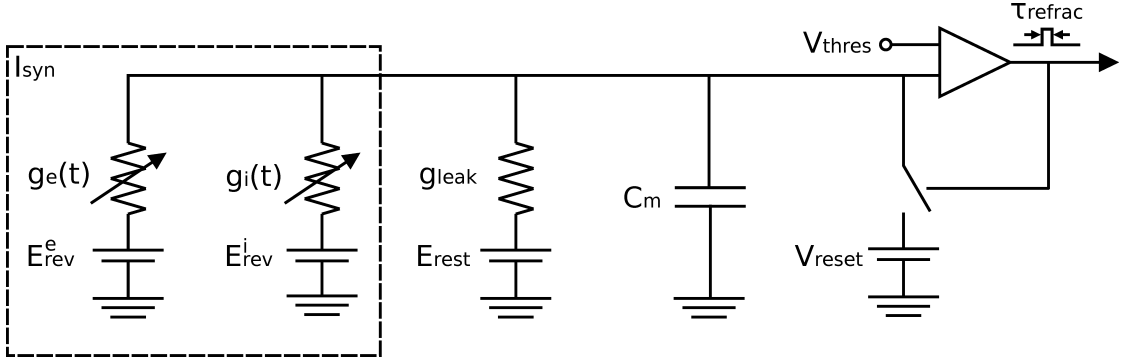 τrefrac
Vthres
Isyn
ge(t)
gi(t)
gleak
Cm
Eᵉrev
Eⁱrev
Erest
Vreset